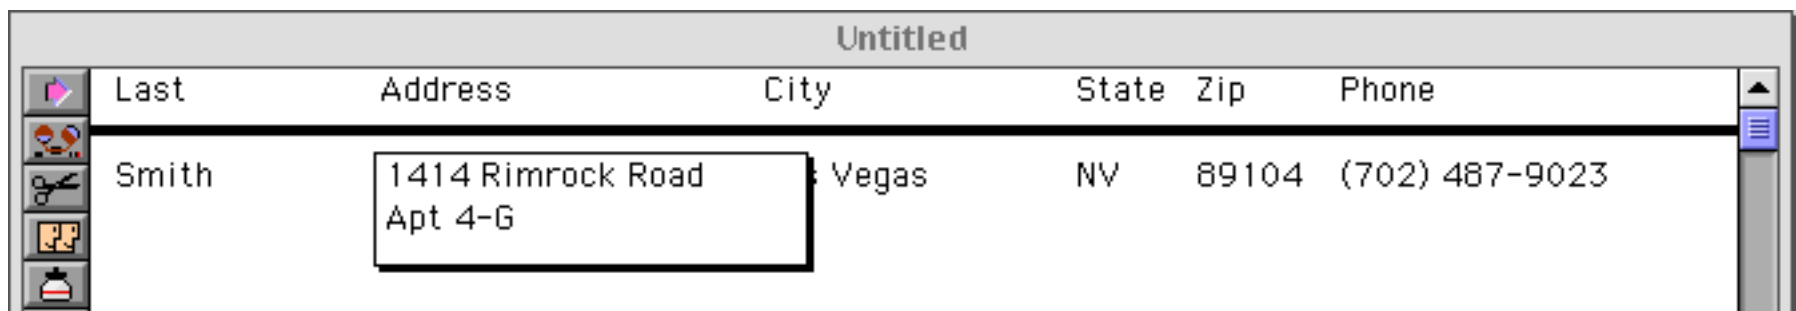 Untitled
Last Address City State Zip Phone
Smith 1414 Rimrock Road Vegas NV 89104 (702) 487-9023
Apt 4-G